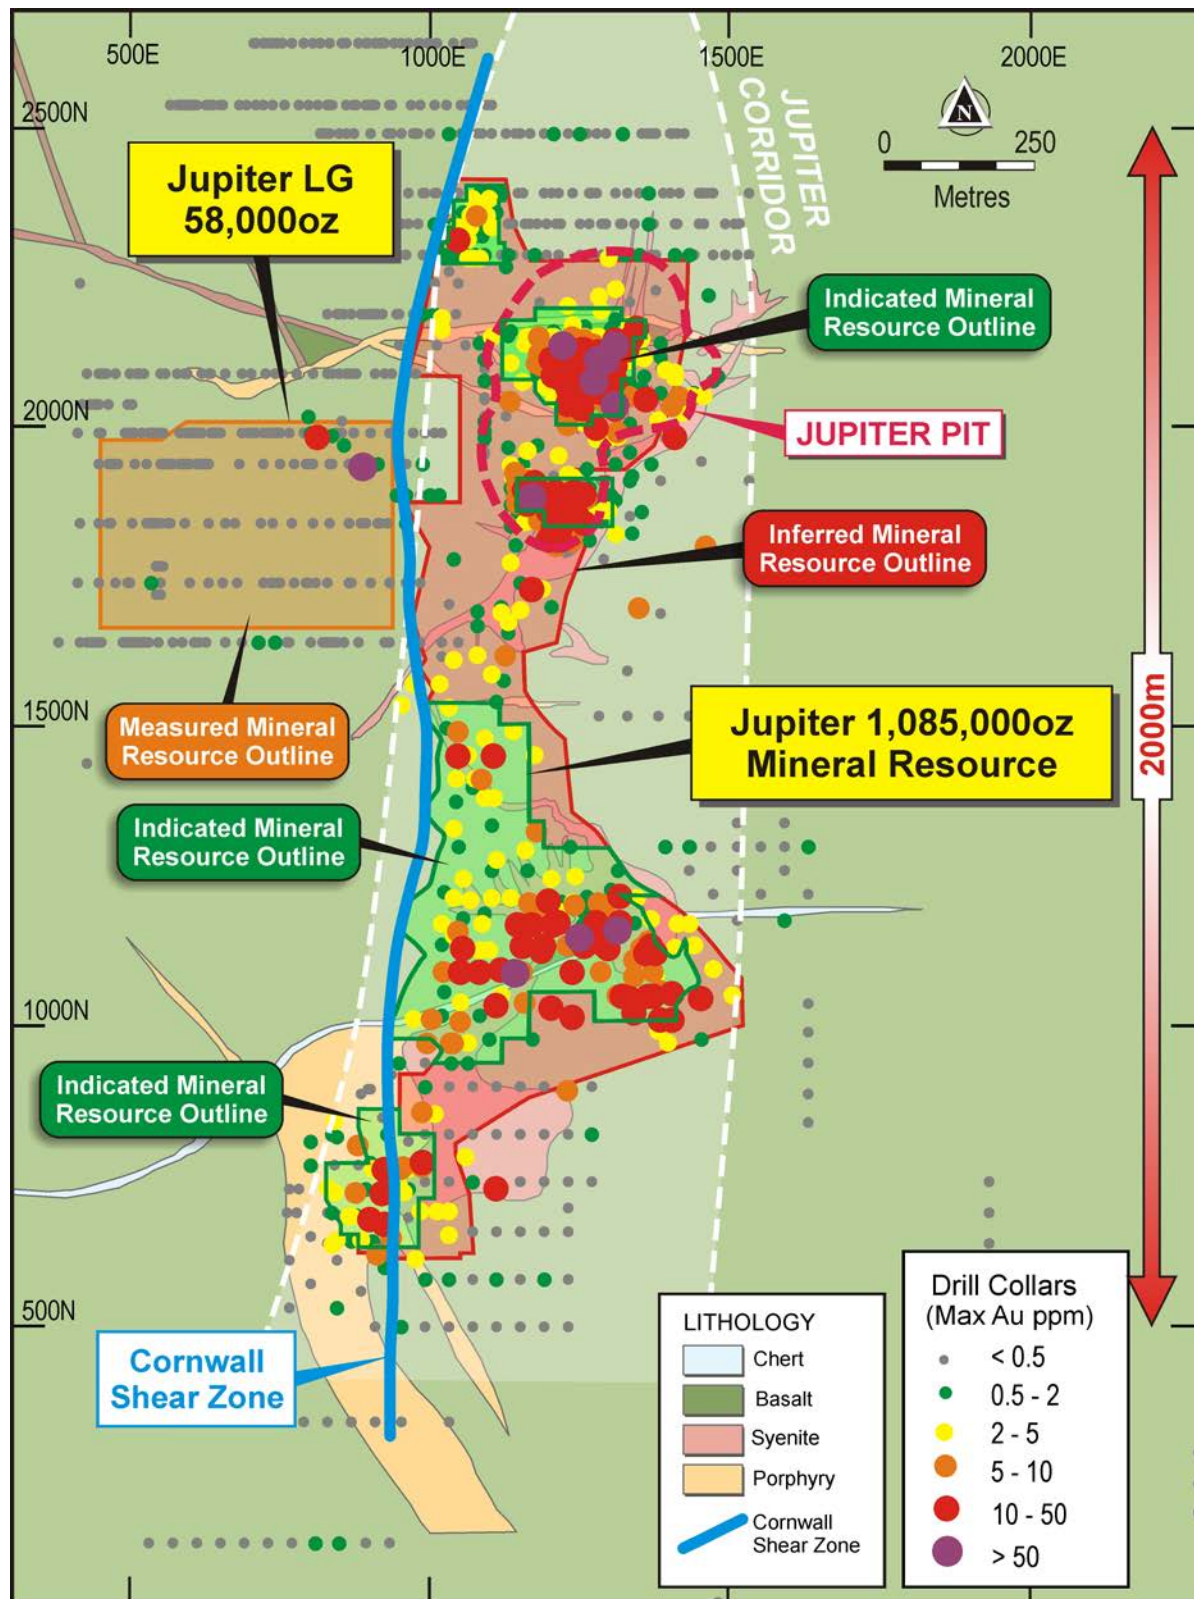 500E
1000E
1500E
2000E
2500N
2000N
1500N
1000N
500N
JUPITER
CORRIDOR
N
0
250
Metres
Jupiter LG
58,000oz
Indicated Mineral
Resource Outline
JUPITER PIT
Inferred Mineral
Resource Outline
Measured Mineral
Resource Outline
Jupiter 1,085,000oz
Mineral Resource
2000m
Indicated Mineral
Resource Outline
Indicated Mineral
Resource Outline
Cornwall
Shear Zone
LITHOLOGY
Chert
Basalt
Syenite
Porphyry
Cornwall
Shear Zone
Drill Collars
(Max Au ppm)
< 0.5
0.5 - 2
2 - 5
5 - 10
10 - 50
> 50